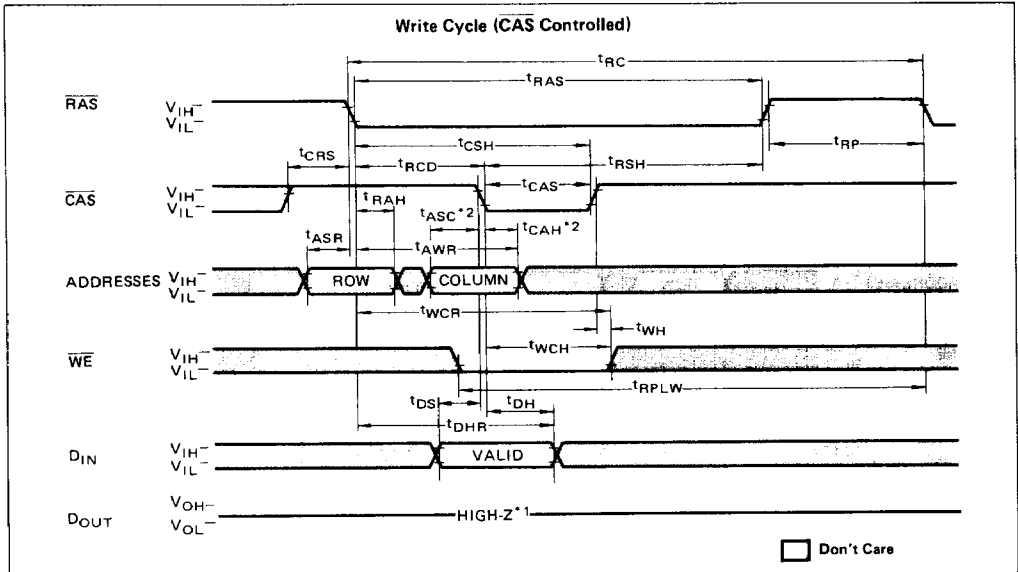 Write Cycle (CAS Controlled)
tRC
tRAS
RAS
VIH–
VIL–
tCSH
tRP
tCRS
tRCD
tRSH
CAS
VIH–
VIL–
tCAS
tRAH
tASC*2
tCAH*2
tASR
tAWR
ADDRESSES
VIH–
VIL–
ROW
COLUMN
tWCR
tWH
WE
VIH–
VIL–
tWCH
tRPLW
tDS
tDH
tDHR
DIN
VIH–
VIL–
VALID
DOUT
VOH–
VOL–
HIGH-Z*1
Don't Care